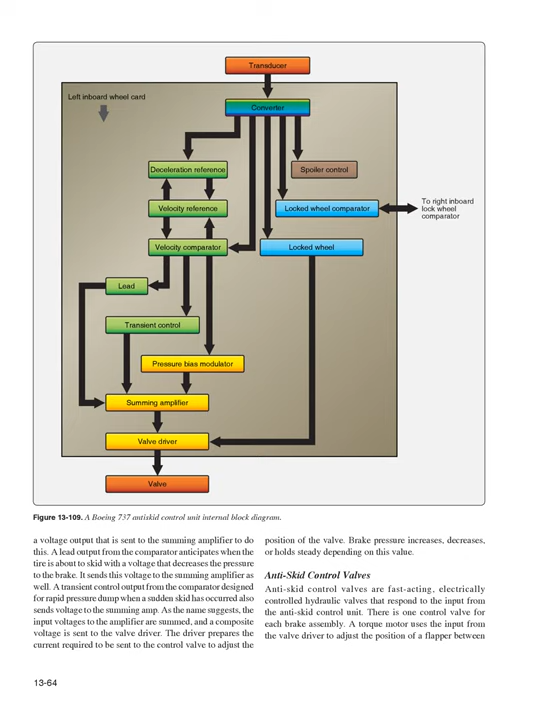 Transducer
Left inboard wheel card
Converter
Deceleration reference
Spoiler control
Velocity reference
Locked wheel comparator
To right inboard
lock wheel
comparator
Velocity comparator
Locked wheel
Lead
Transient control
Pressure bias modulator
Summing amplifier
Valve driver
Valve
Figure 13-109. A Boeing 737 antiskid control unit internal block diagram.
a voltage output that is sent to the summing amplifier to do
this. A lead output from the comparator anticipates when the
tire is about to skid with a voltage that decreases the pressure
to the brake. It sends this voltage to the summing amplifier as
well. A transient control output from the comparator designed
for rapid pressure dump when a sudden skid has occurred also
sends voltage to the summing amp. As the name suggests, the
input voltages to the amplifier are summed, and a composite
voltage is sent to the valve driver. The driver prepares the
current required to be sent to the control valve to adjust the
position of the valve. Brake pressure increases, decreases,
or holds steady depending on this value.
Anti-Skid Control Valves
Anti-skid control valves are fast-acting, electrically
controlled hydraulic valves that respond to the input from
the anti-skid control unit. There is one control valve for
each brake assembly. A torque motor uses the input from
the valve driver to adjust the position of a flapper between
13-64